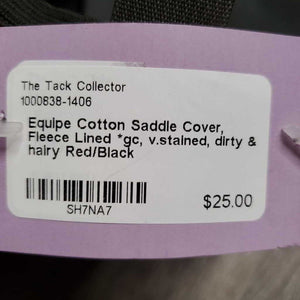 The Tack Collector
1000838-1406
Equipe Cotton Saddle Cover,
Fleece Lined *gc, v.stained, dirty &
hairy Red/Black
SH7NA7
$25.00